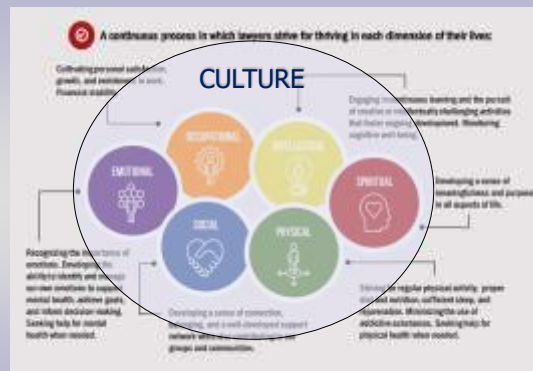 A continuous process in which lawyers strive for thriving in each dimension of their lives:
CULTURE
Cultivating personal satisfaction,
growth, and enrichment in work.
Financial stability.
Engaging in continuous learning and the pursuit
of creative or intellectually challenging activities
that foster ongoing development. Monitoring
cognitive well-being.
OCCUPATIONAL
INTELLECTUAL
EMOTIONAL
SPIRITUAL
SOCIAL
PHYSICAL
Developing a sense of
meaningfulness and purpose
in all aspects of life.
Recognizing the importance of
emotions. Developing the
ability to identify and manage
our own emotions to support
mental health, achieve goals,
and inform decision-making.
Seeking help for mental
health when needed.
Developing a sense of connection,
belonging, and a well-developed support
network while also
groups and communities.
Striving for regular physical activity, proper
diet and nutrition, sufficient sleep, and
rejuvenation. Minimizing the use of
addictive substances. Seeking help for
physical health when needed.